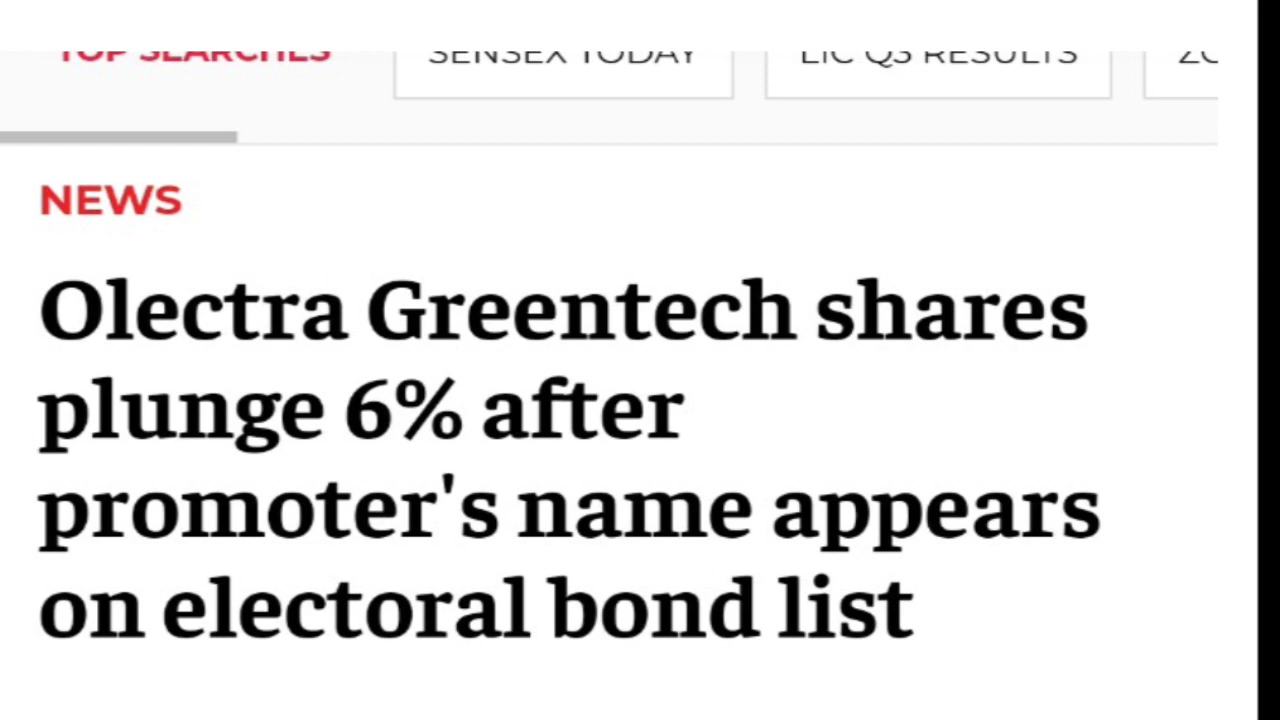 TOP SEARCHES SENSEX TODAY LIC Q3 RESULTS
NEWS
Olectra Greentech shares
plunge 6% after
promoter's name appears
on electoral bond list